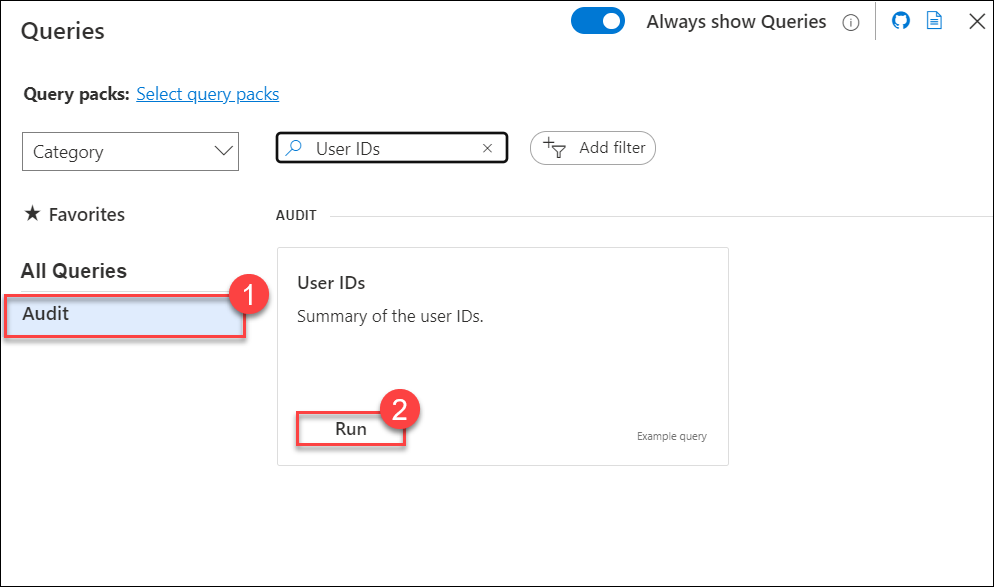 Queries
Always show Queries
Query packs: Select query packs
Category
User IDs
Add filter
★ Favorites
AUDIT
All Queries
Audit
1
User IDs
Summary of the user IDs.
Run
2
Example query